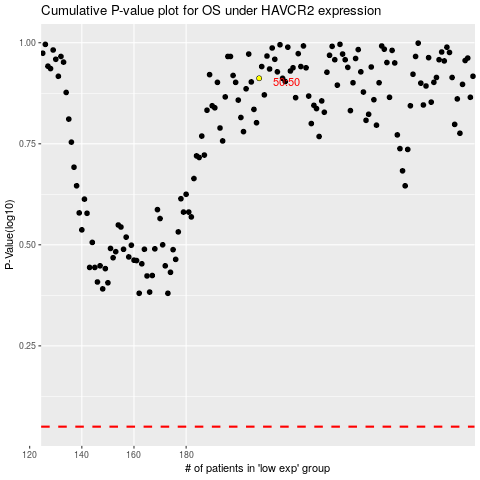 Cumulative P-value plot for OS under HAVCR2 expression
P-Value(log10)
1.00
0.75
0.50
0.25
50:50
120 140 160 180
# of patients in 'low exp' group